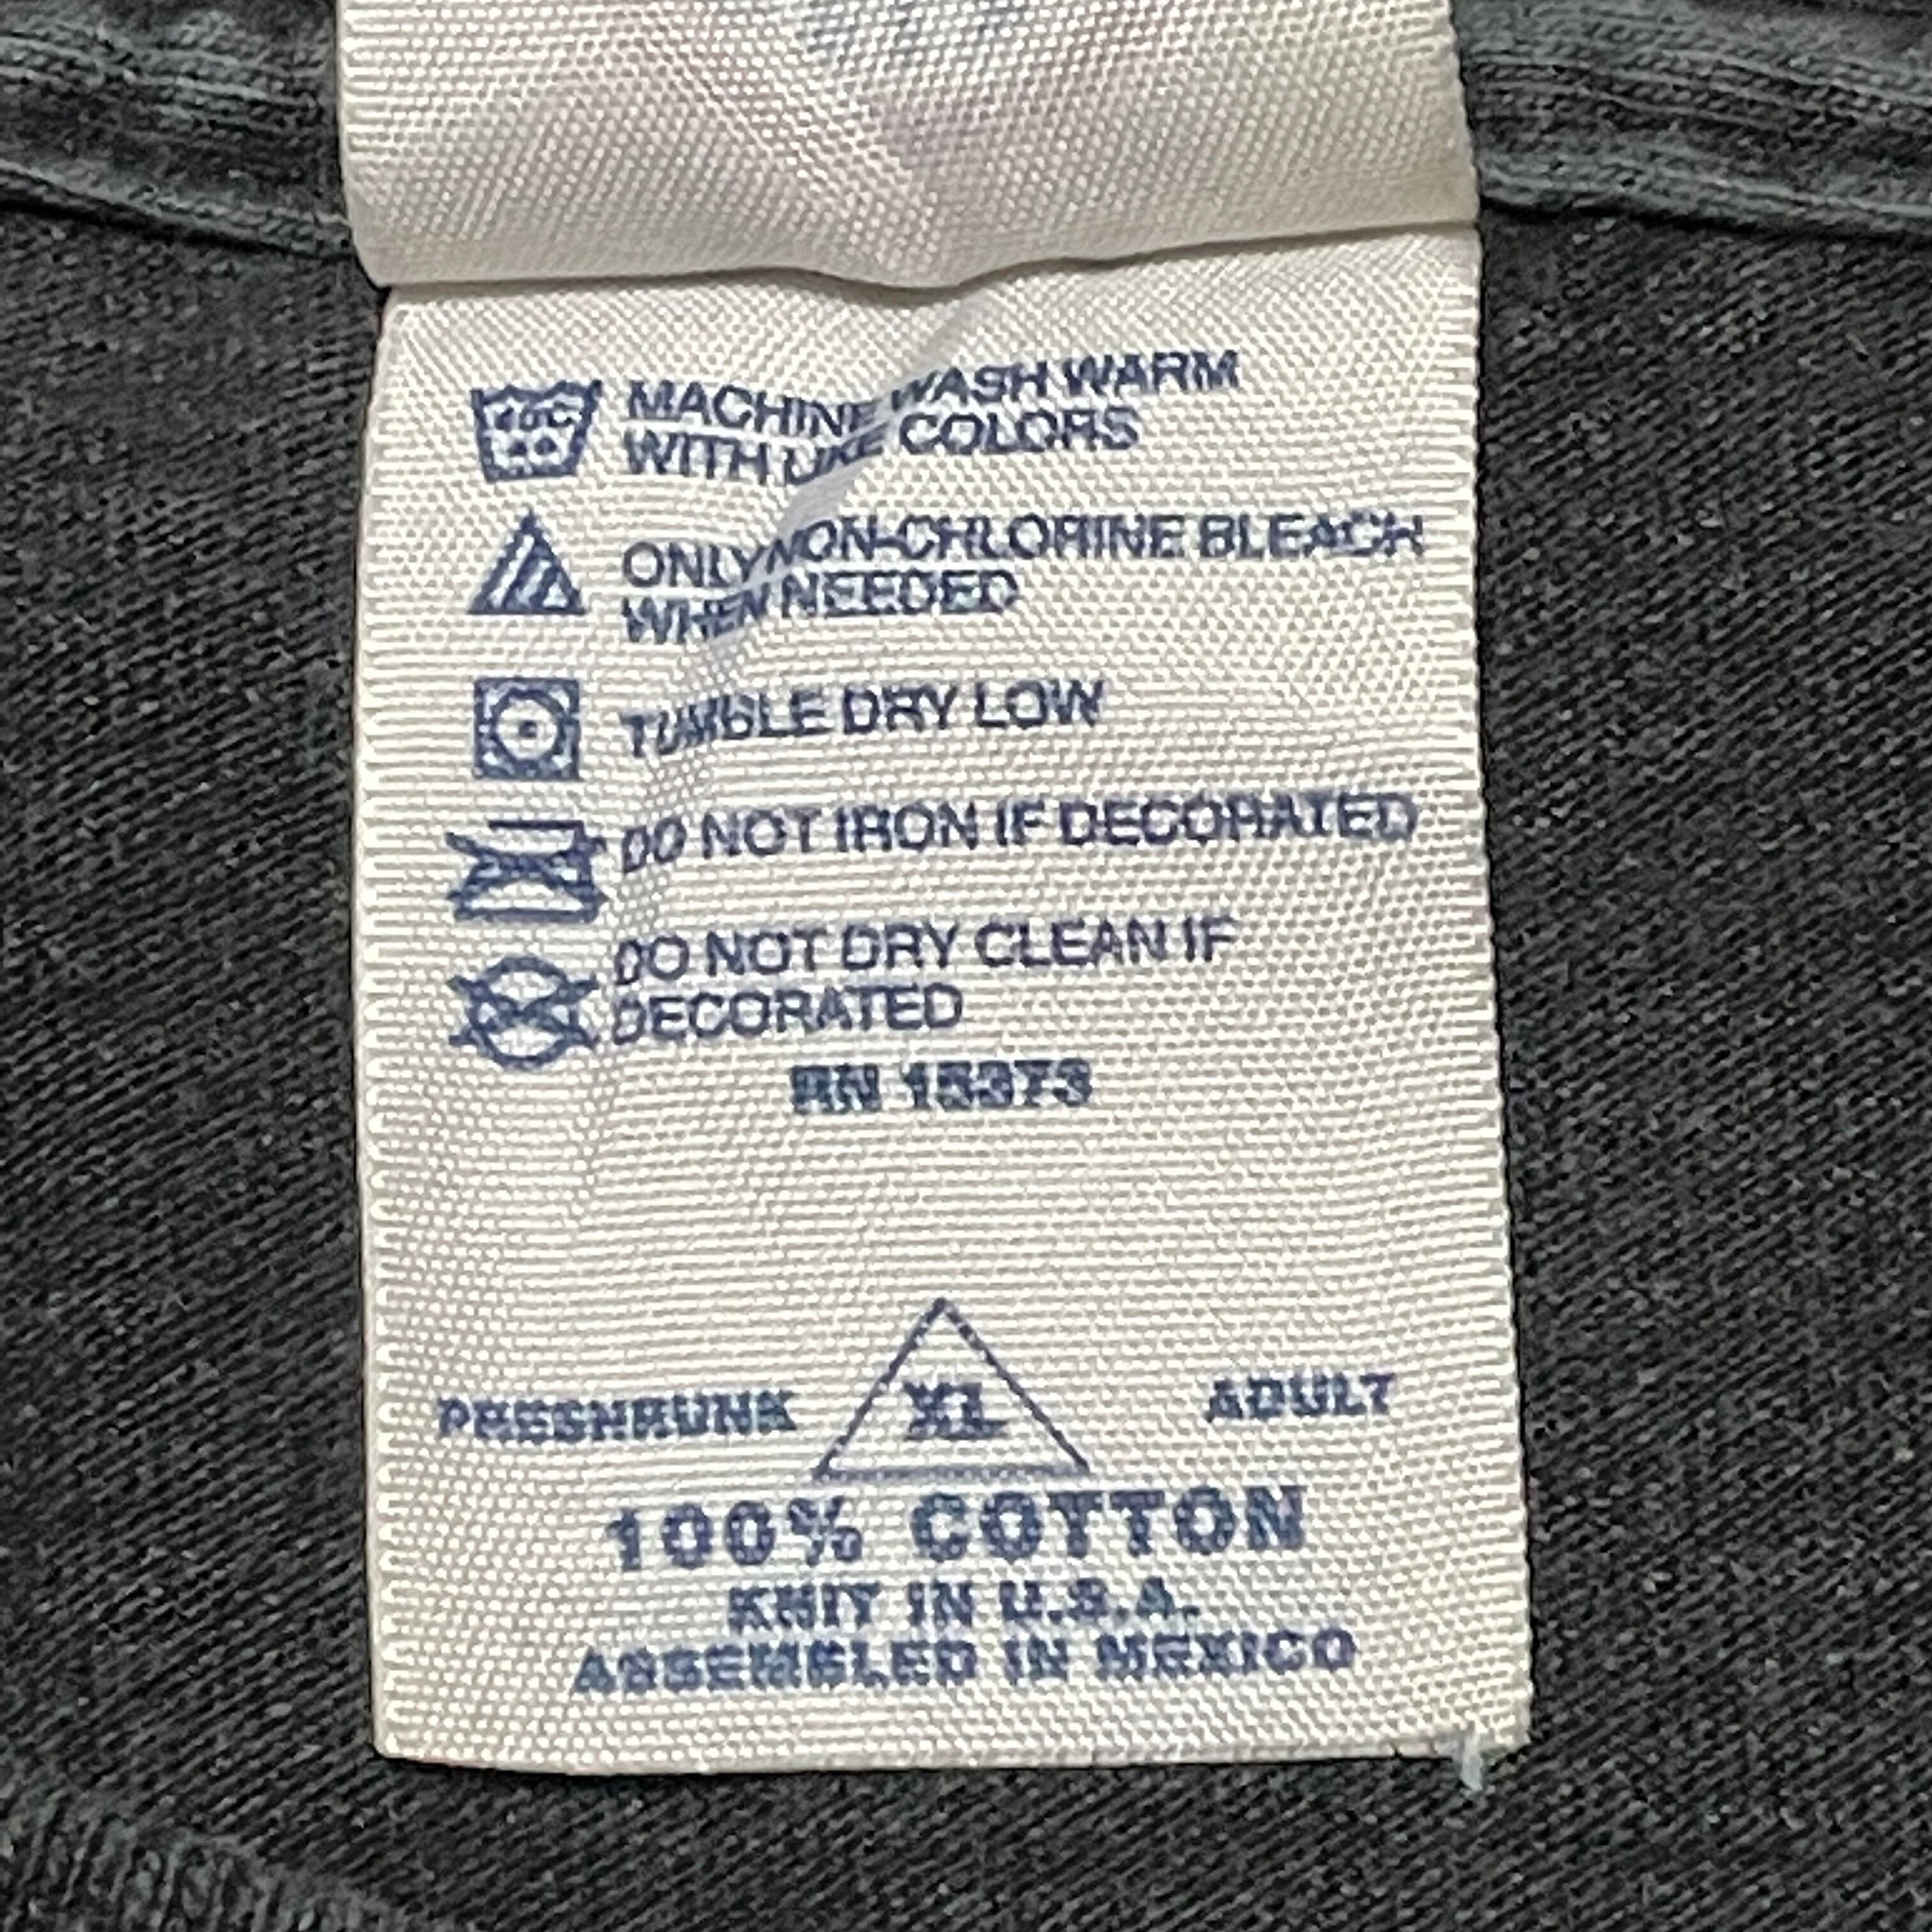 40C
MACHINE WASH WARM
WITH LIKE COLORS
ONLY NON-CHLORINE BLEACH
WHEN NEEDED
TUMBLE DRY LOW
DO NOT IRON IF DECORATED
DO NOT DRY CLEAN IF
DECORATED
RN 15373
PRESHRUNK XL ADULT
100% COTTON
KNIT IN U.S.A.
ASSEMBLED IN MEXICO